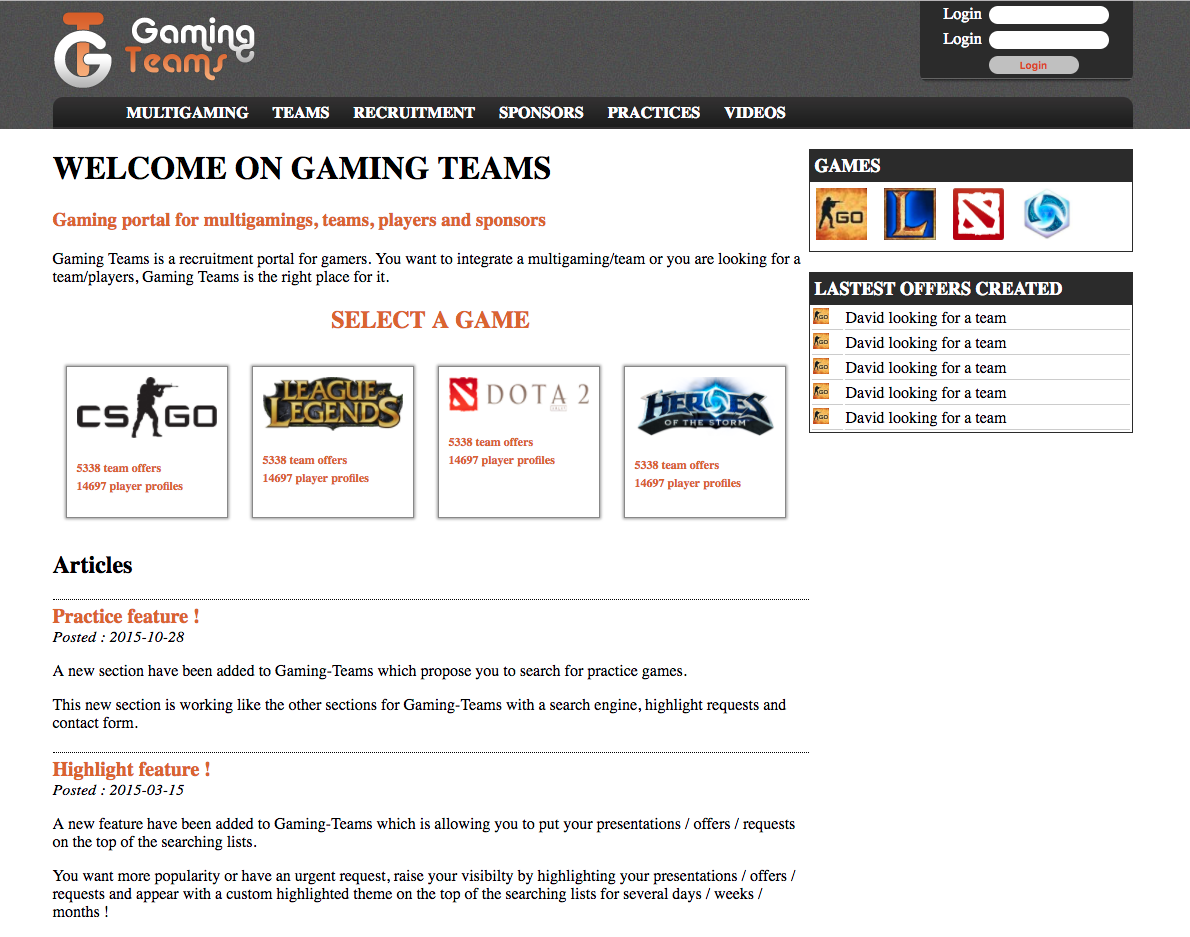 Gaming
Teams
Login
Login
Login
MULTIGAMING TEAMS RECRUITMENT SPONSORS PRACTICES VIDEOS
WELCOME ON GAMING TEAMS
Gaming portal for multigamings, teams, players and sponsors
Gaming Teams is a recruitment portal for gamers. You want to integrate a multigaming/team or you are looking for a
team/players, Gaming Teams is the right place for it.
SELECT A GAME
CS GO
5338 team offers
14697 player profiles
LEAGUE of
LEGENDS
5338 team offers
14697 player profiles
DOTA 2
5338 team offers
14697 player profiles
HEROES
OF THE STORM
5338 team offers
14697 player profiles
Articles
Practice feature !
Posted : 2015-10-28
A new section have been added to Gaming-Teams which propose you to search for practice games.
This new section is working like the other sections for Gaming-Teams with a search engine, highlight requests and
contact form.
Highlight feature !
Posted : 2015-03-15
A new feature have been added to Gaming-Teams which is allowing you to put your presentations / offers / requests
on the top of the searching lists.
You want more popularity or have an urgent request, raise your visibilty by highlighting your presentations / offers /
requests and appear with a custom highlighted theme on the top of the searching lists for several days / weeks /
months !
GAMES
GO
L
LASTEST OFFERS CREATED
GO David looking for a team
GO David looking for a team
GO David looking for a team
GO David looking for a team
GO David looking for a team